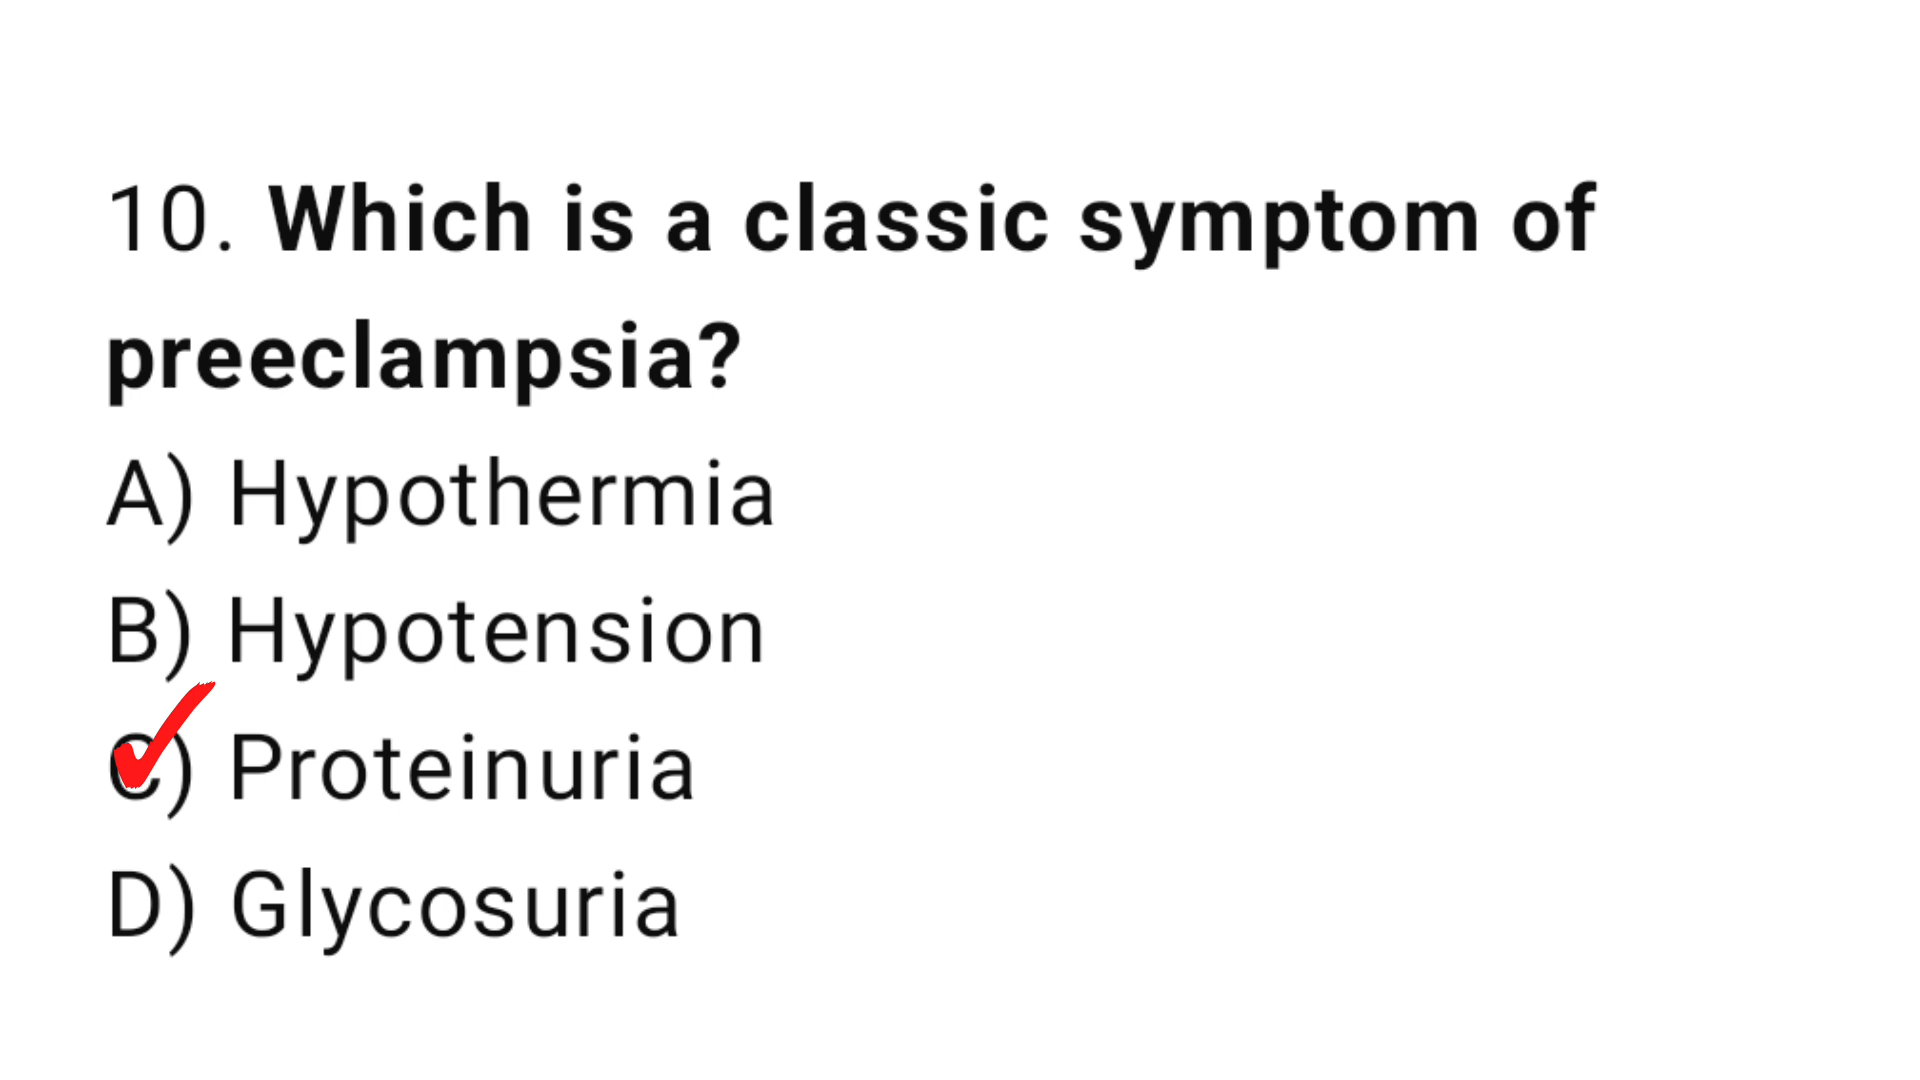 10. Which is a classic symptom of
preeclampsia?
A) Hypothermia
B) Hypotension
C) Proteinuria
D) Glycosuria